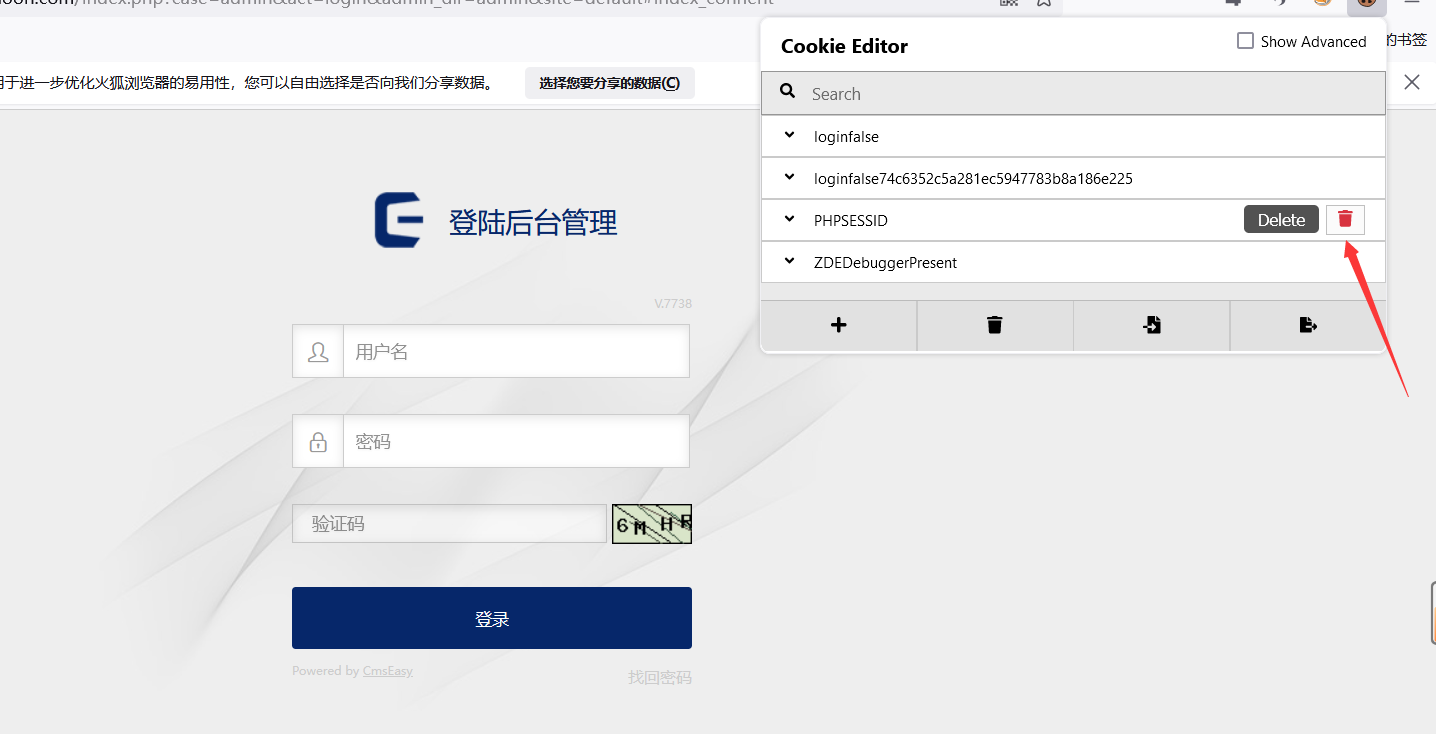 oon.com/index.php?case=admin&act=login&admin_dir=admin&site=default#index_connent
Cookie Editor
Show Advanced
的书签
用于进一步优化火狐浏览器的易用性，您可以自由选择是否向我们分享数据。
选择您要分享的数据(C)
Search
loginfalse
loginfalse74c6352c5a281ec5947783b8a186e225
PHPSESSID
Delete
ZDEDebuggerPresent
登陆后台管理
V.7738
用户名
密码
验证码
6MHR
登录
Powered by CmsEasy
找回密码